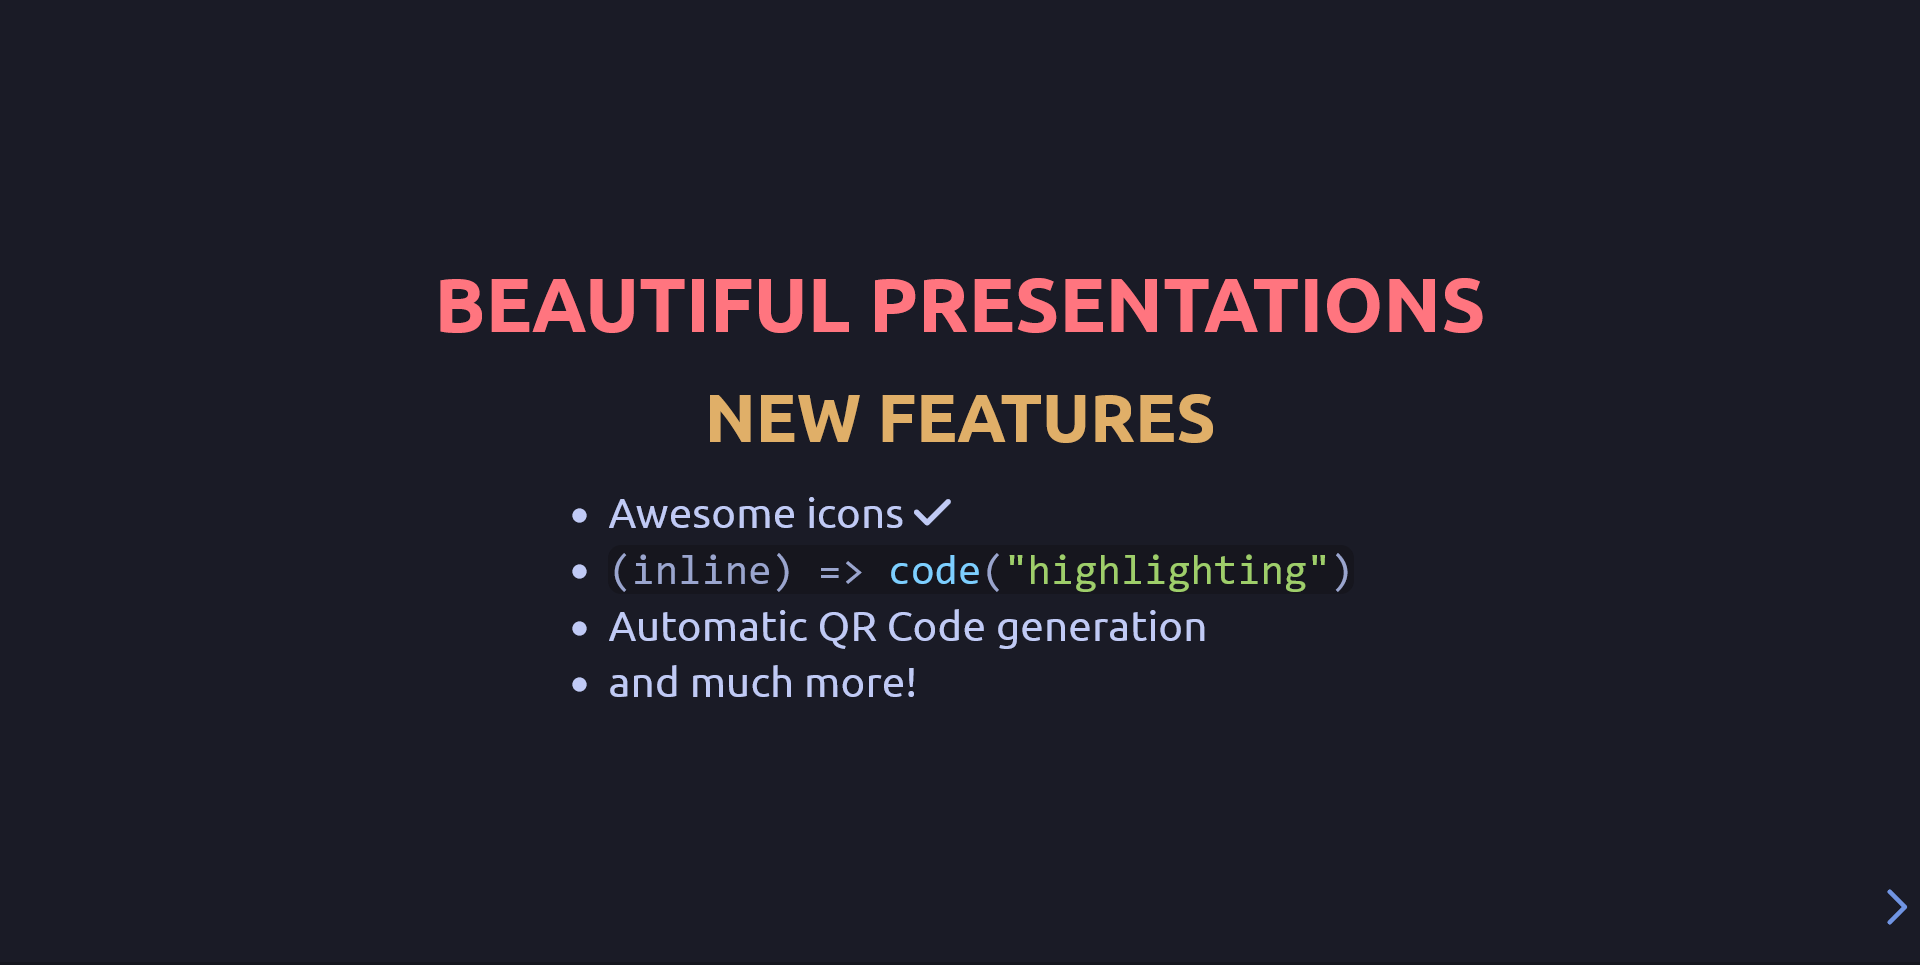 BEAUTIFUL PRESENTATIONS
NEW FEATURES
• Awesome icons ✓
• (inline) => code("highlighting")
• Automatic QR Code generation
• and much more!